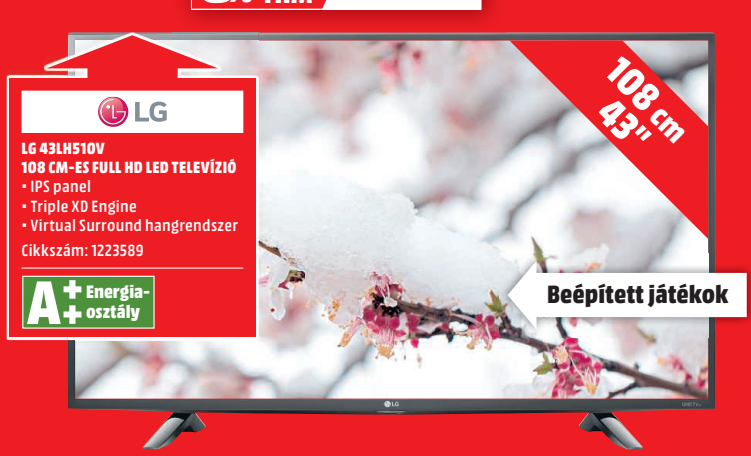 108 cm
43"
LG
LG 43LH510V
108 CM-ES FULL HD LED TELEVÍZIÓ
• IPS panel
• Triple XD Engine
• Virtual Surround hangrendszer
Cikkszám: 1223589
A++ Energia-
osztály
Beépített játékok
LG